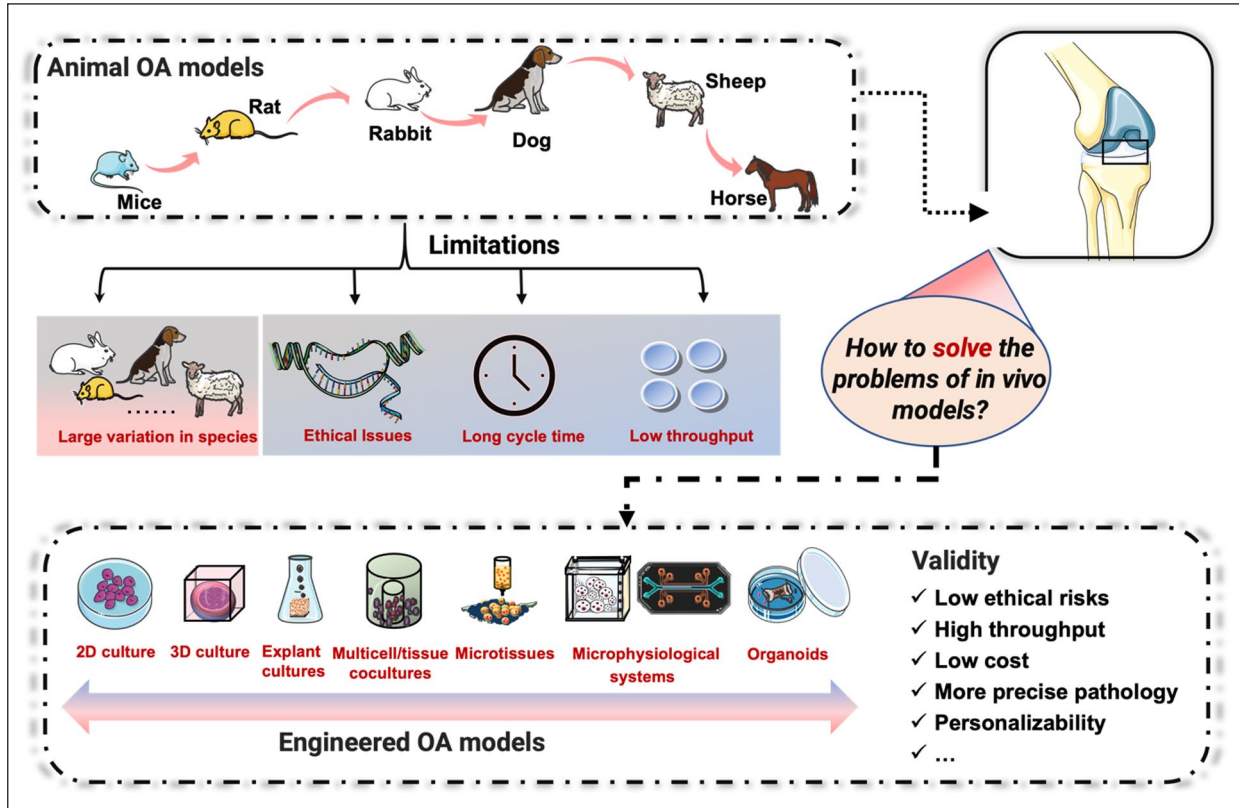 Animal OA models
Mice
Rat
Rabbit
Dog
Sheep
Horse
Limitations
Large variation in species
Ethical Issues
Long cycle time
Low throughput
How to solve the
problems of in vivo
models?
2D culture
3D culture
Explant
cultures
Multicell/tissue
cocultures
Microtissues
Microphysiological
systems
Organoids
Engineered OA models
Validity
✓ Low ethical risks
✓ High throughput
✓ Low cost
✓ More precise pathology
✓ Personalizability
✓ ...